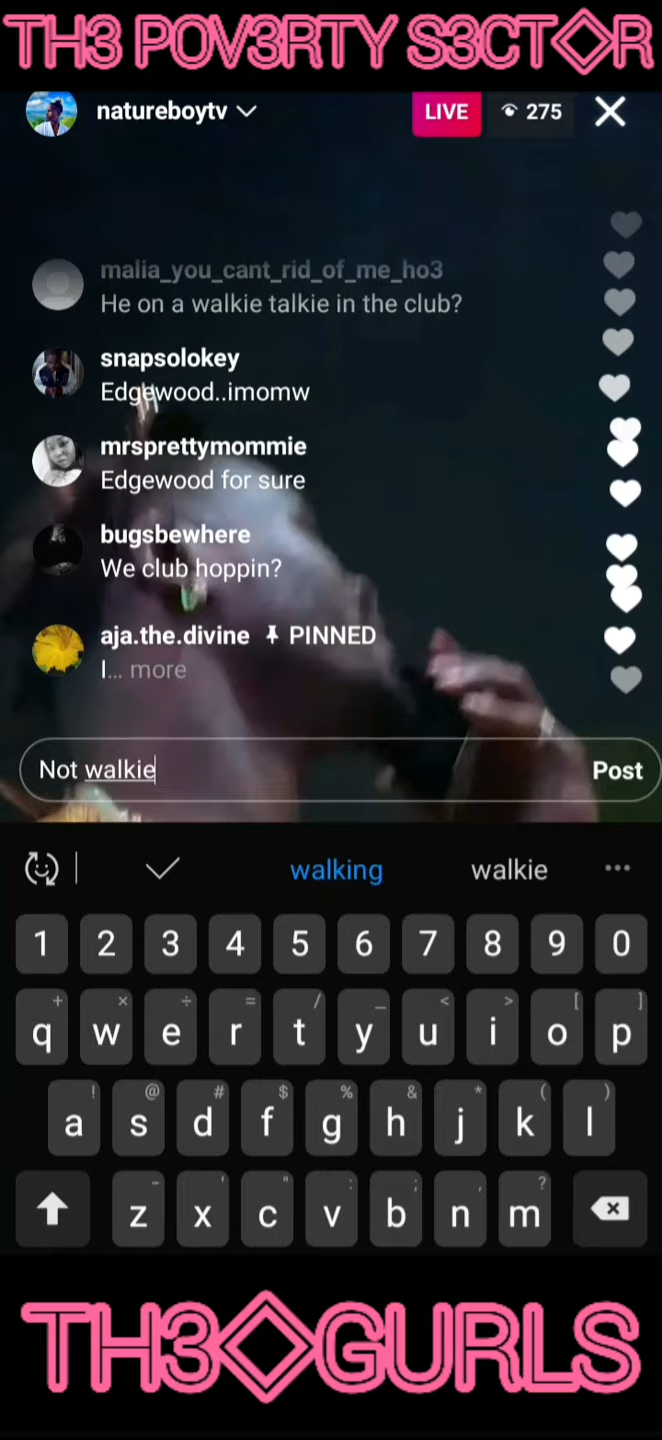 TH3 POV3RTY S3CT◇R
natureboytv
LIVE
275
malia_you_cant_rid_of_me_ho3
He on a walkie talkie in the club?
snapsolokey
Edgewood..imomw
mrsprettymommie
Edgewood for sure
bugsbewhere
We club hoppin?
aja.the.divine PINNED
I... more
Not walkie
Post
walking walkie ...
1 2 3 4 5 6 7 8 9 0
+ × ÷ = / _ < > [ ]
q w e r t y u i o p
! @ # $ % & * ( )
a s d f g h j k l
- ' " : ; , ?
z x c v b n m
TH3◇GURLS